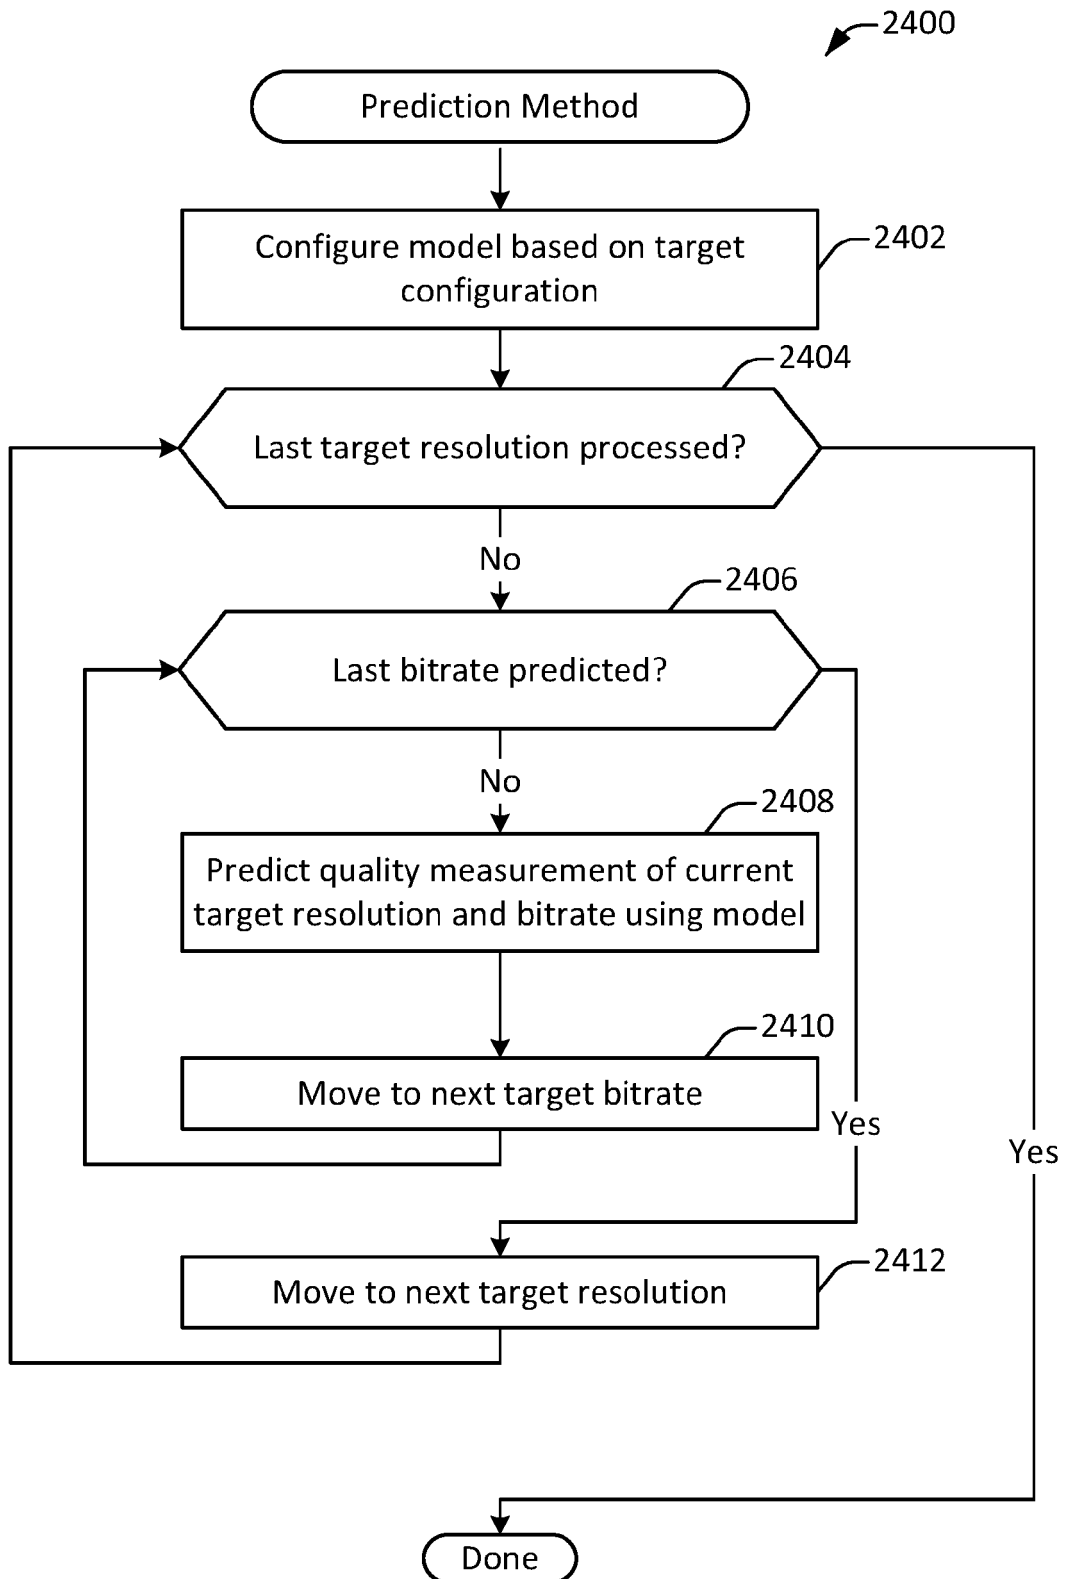 2400
Prediction Method
Configure model based on target
configuration
2402
2404
Last target resolution processed?
No
2406
Last bitrate predicted?
No
2408
Predict quality measurement of current
target resolution and bitrate using model
2410
Move to next target bitrate
Yes
Yes
2412
Move to next target resolution
Done